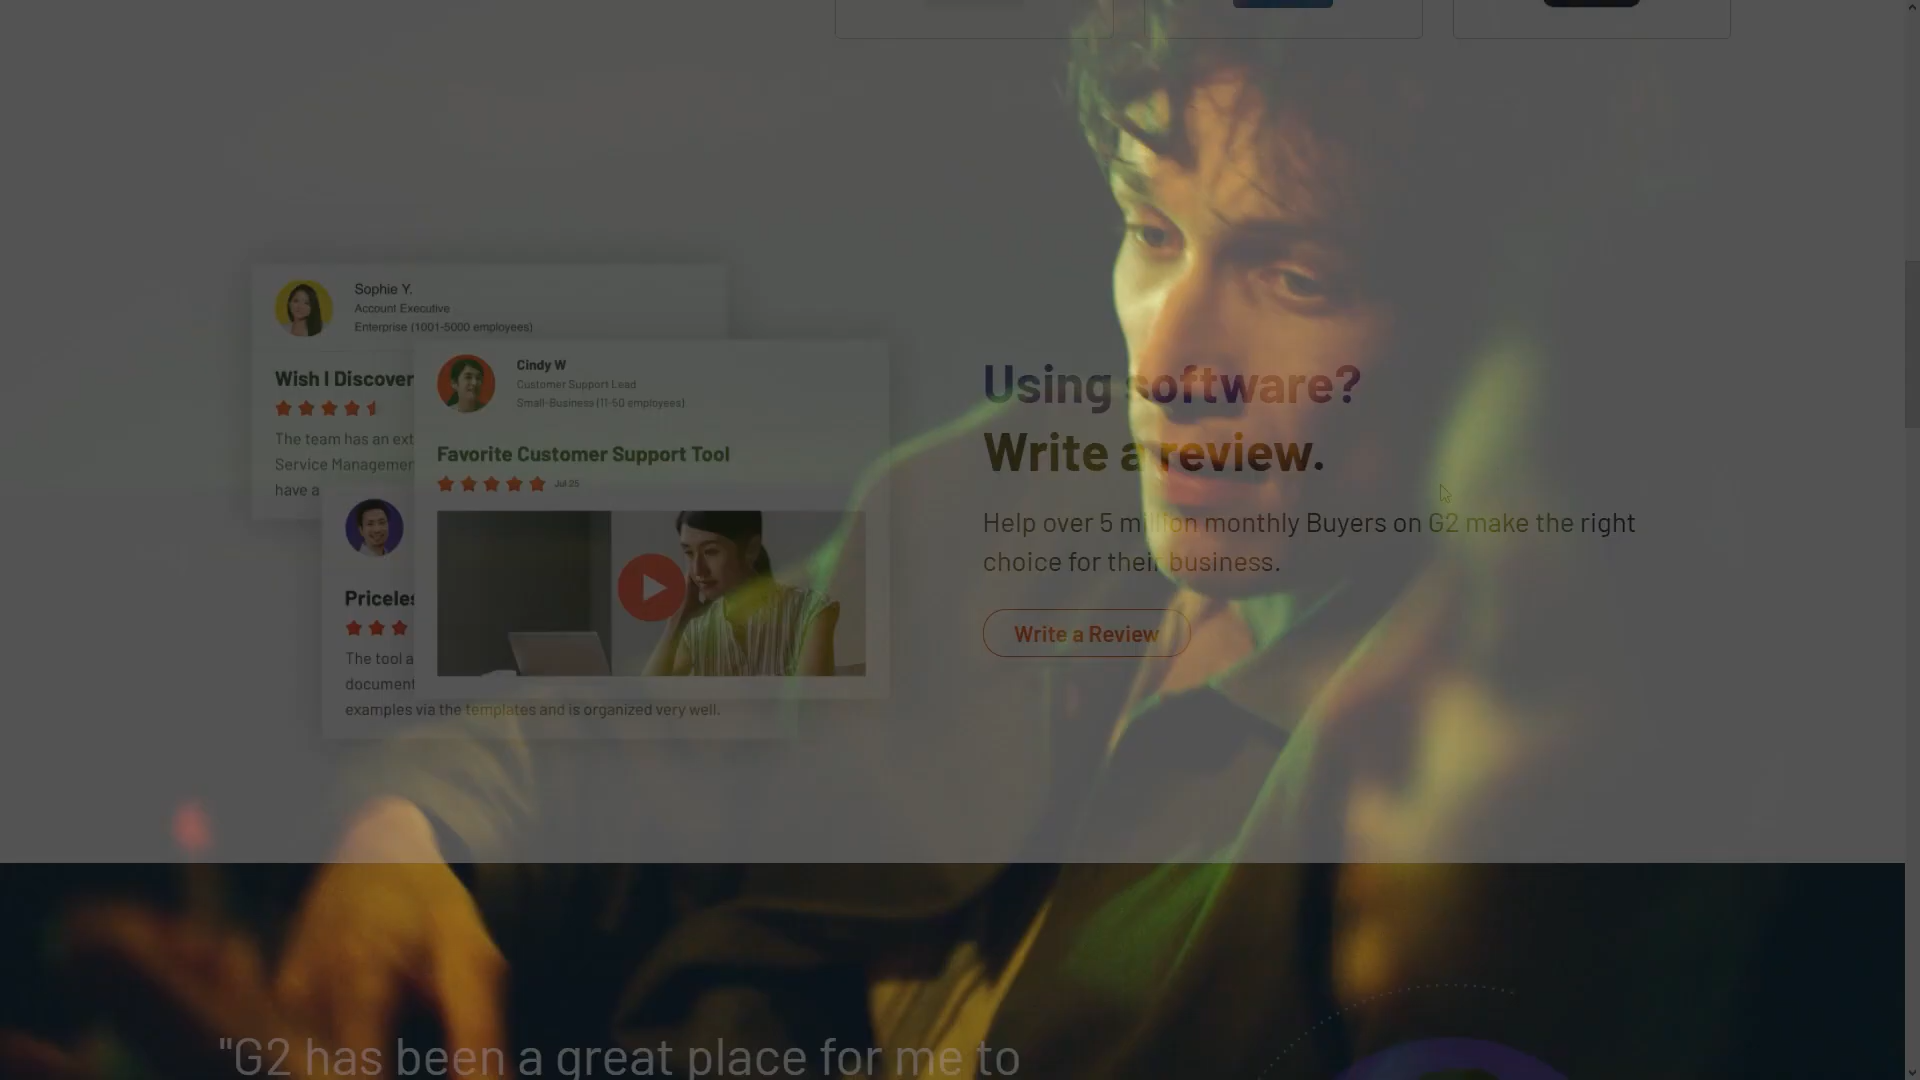 Sophie Y.
Account Executive
Enterprise (1001-5000 employees)
Wish I Discover
The team has an ext
Service Managemen
have a
Cindy W
Customer Support Lead
Small-Business (11-50 employees)
Favorite Customer Support Tool
Jul 25
Priceles
The tool a
document
examples via the templates and is organized very well.
Using software?
Write a review.
Help over 5 million monthly Buyers on G2 make the right
choice for their business.
Write a Review
"G2 has been a great place for me to